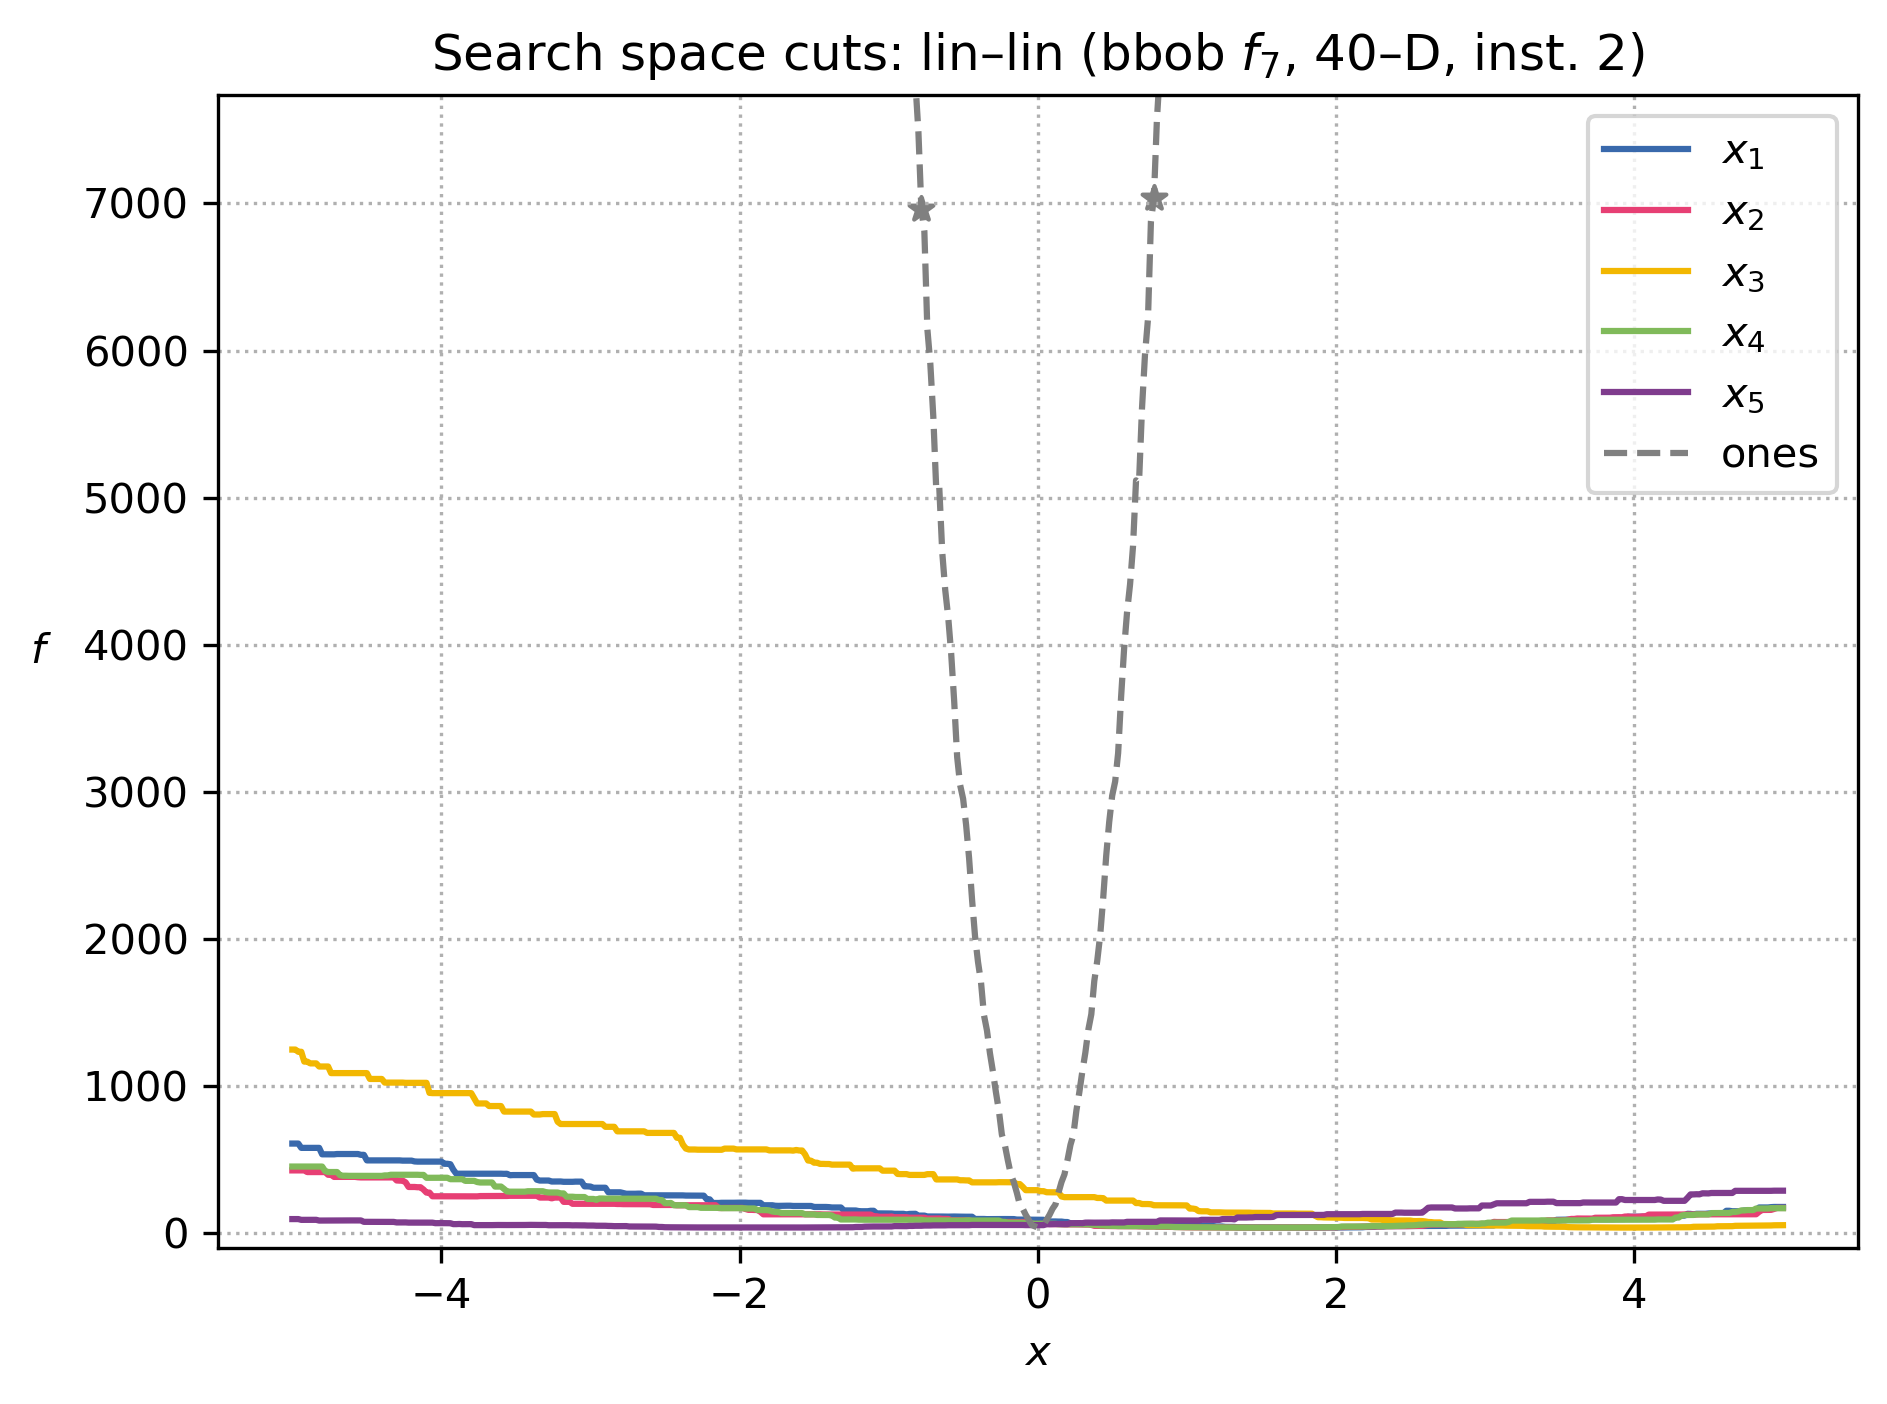 Search space cuts: lin–lin (bbob f₇, 40–D, inst. 2)
x₁
x₂
x₃
x₄
x₅
ones
7000
6000
5000
4000
3000
2000
1000
0
f
−4 −2 0 2 4
x